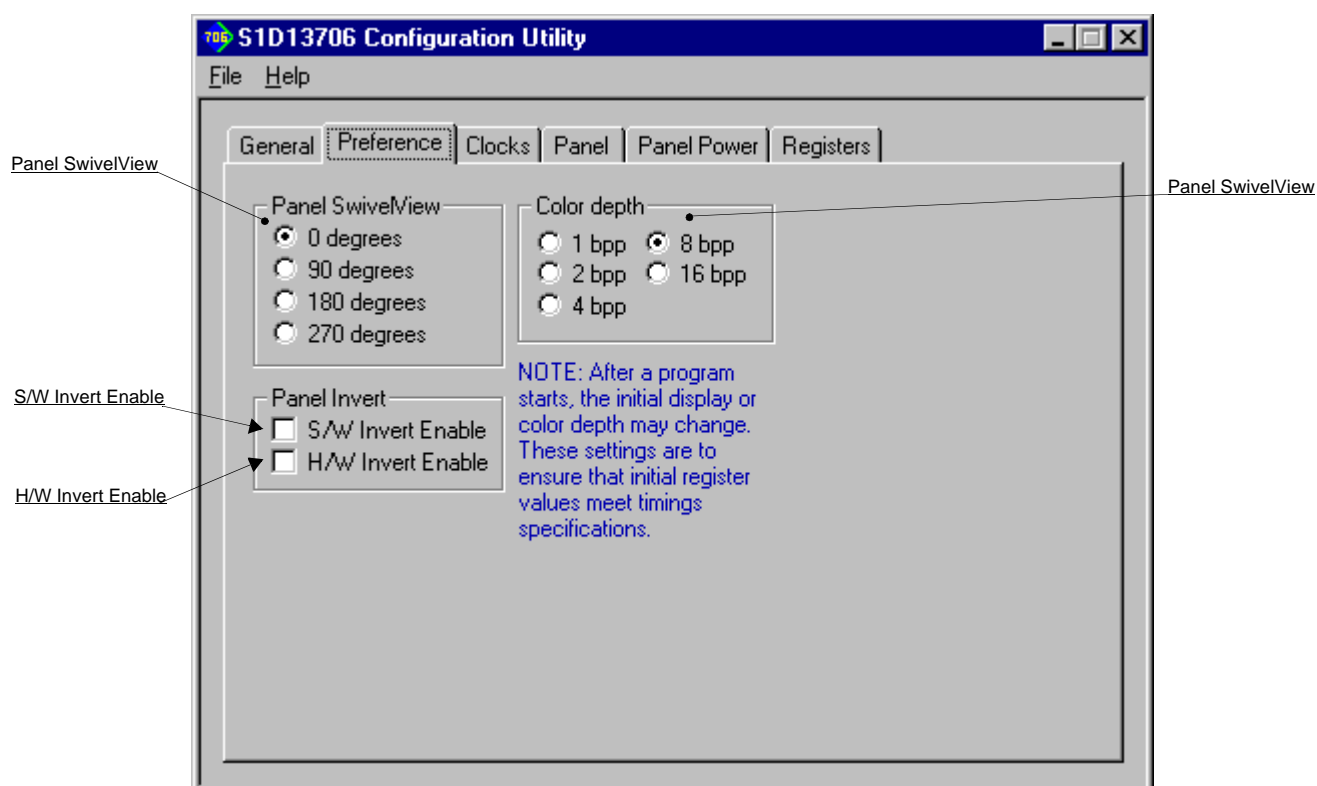 706 S1D13706 Configuration Utility
File Help
General Preference Clocks Panel Panel Power Registers
Panel SwivelView
Panel SwivelView
Panel SwivelView
0 degrees
90 degrees
180 degrees
270 degrees
Color depth
1 bpp 8 bpp
2 bpp 16 bpp
4 bpp
S/W Invert Enable
H/W Invert Enable
Panel Invert
S/W Invert Enable
H/W Invert Enable
NOTE: After a program
starts, the initial display or
color depth may change.
These settings are to
ensure that initial register
values meet timings
specifications.